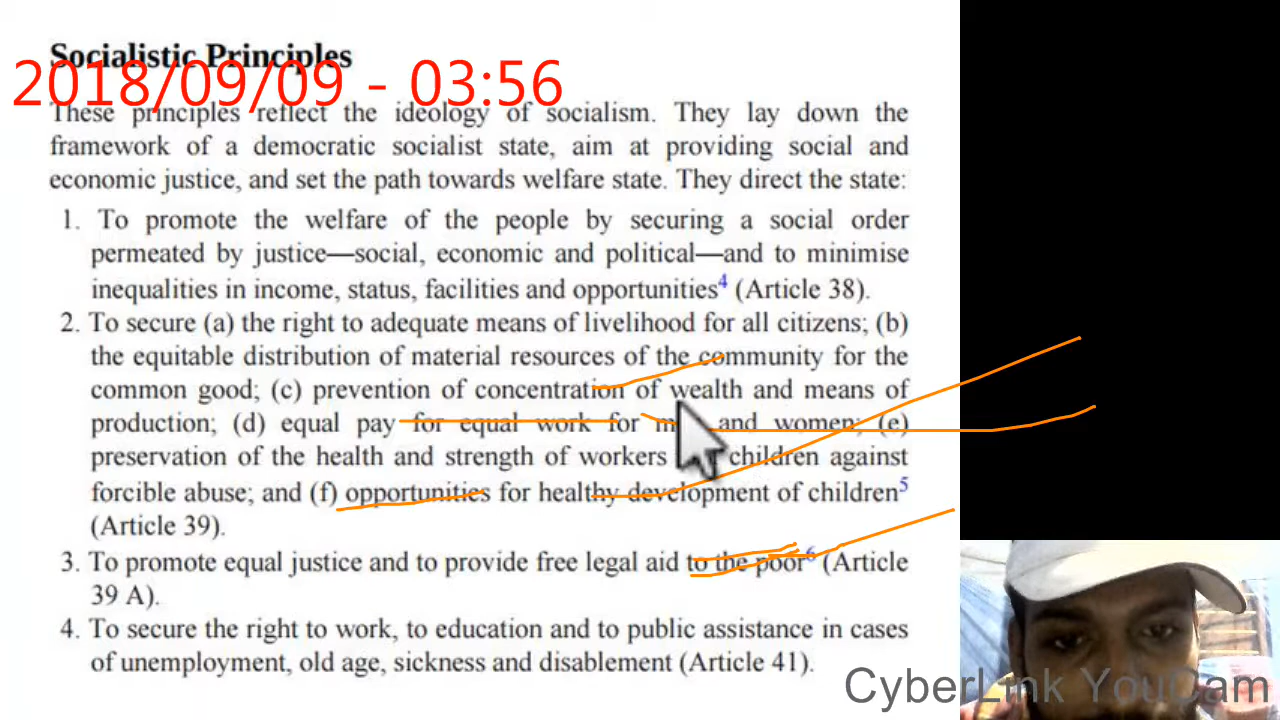 Socialistic Principles
2018/09/09 - 03:56
These principles reflect the ideology of socialism. They lay down the
framework of a democratic socialist state, aim at providing social and
economic justice, and set the path towards welfare state. They direct the state:
1. To promote the welfare of the people by securing a social order
permeated by justice—social, economic and political—and to minimise
inequalities in income, status, facilities and opportunities4 (Article 38).
2. To secure (a) the right to adequate means of livelihood for all citizens; (b)
the equitable distribution of material resources of the community for the
common good; (c) prevention of concentration of wealth and means of
production; (d) equal pay for equal work for and women; (e)
preservation of the health and strength of workers children against
forcible abuse; and (f) opportunities for healthy development of children5
(Article 39).
3. To promote equal justice and to provide free legal aid to the poor6 (Article
39 A).
4. To secure the right to work, to education and to public assistance in cases
of unemployment, old age, sickness and disablement (Article 41).
CyberLink YouCam